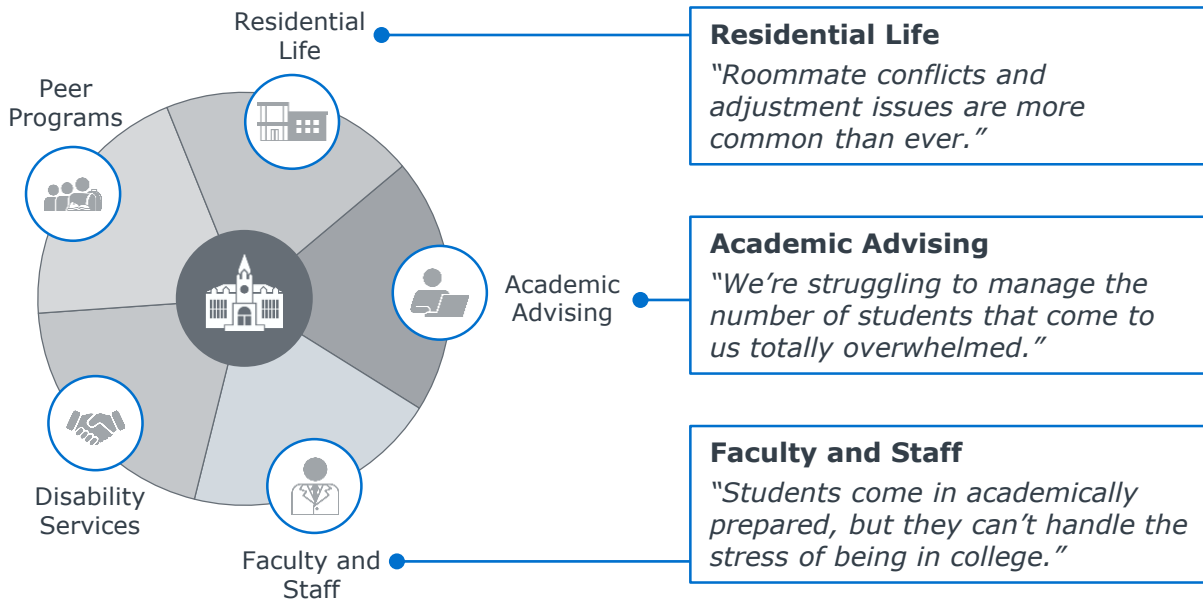 Residential
Life
Peer
Programs
Academic
Advising
Disability
Services
Faculty and
Staff
Residential Life
“Roommate conflicts and
adjustment issues are more
common than ever.”
Academic Advising
“We’re struggling to manage the
number of students that come to
us totally overwhelmed.”
Faculty and Staff
“Students come in academically
prepared, but they can’t handle the
stress of being in college.”